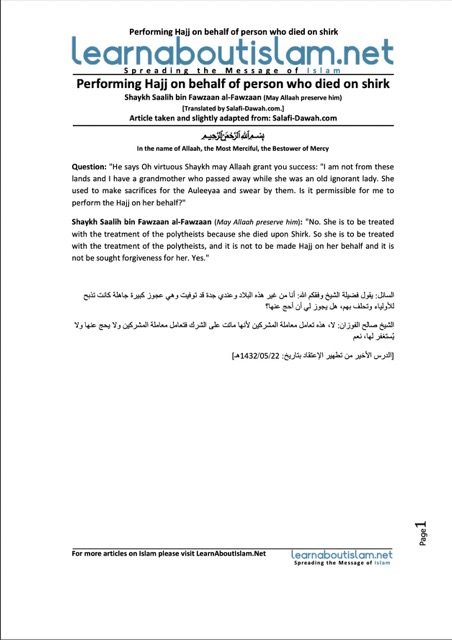 Performing Hajj on behalf of person who died on shirk
learnaboutislam.net
Spreading the Message of Islam
Performing Hajj on behalf of person who died on shirk
Shaykh Saalih bin Fawzaan al-Fawzaan (May Allaah preserve him)
[Translated by Salafi-Dawah.com.]
Article taken and slightly adapted from: Salafi-Dawah.com
بِسْمِ اللَّهِ الرَّحْمَنِ الرَّحِيمِ
In the name of Allaah, the Most Merciful, the Bestower of Mercy
Question: "He says Oh virtuous Shaykh may Allaah grant you success: "I am not from these
lands and I have a grandmother who passed away while she was an old ignorant lady. She
used to make sacrifices for the Auleeyaa and swear by them. Is it permissible for me to
perform the Hajj on her behalf?"
Shaykh Saalih bin Fawzaan al-Fawzaan (May Allaah preserve him): "No. She is to be treated
with the treatment of the polytheists because she died upon Shirk. So she is to be treated
with the treatment of the polytheists, and it is not to be made Hajj on her behalf and it is
not be sought forgiveness for her. Yes."
السائل: يقول فضيلة الشيخ وفقكم الله: أنا من غير هذه البلاد وعندي جدة قد توفيت وهي عجوز كبيرة جاهلة كانت تذبح
للأولياء وتحلف بهم، هل يجوز لي أن أحج عنها؟
الشيخ صالح الفوزان: لا، هذه تعامل معاملة المشركين لأنها ماتت على الشرك فتعامل معاملة المشركين ولا يحج عنها ولا
يُستغفر لها، نعم
[الدرس الأخير من تطهير الإعتقاد بتاريخ: 1432/05/22هـ]
Page1
For more articles on Islam please visit LearnAboutIslam.Net
learnaboutislam.net
Spreading the Message of Islam